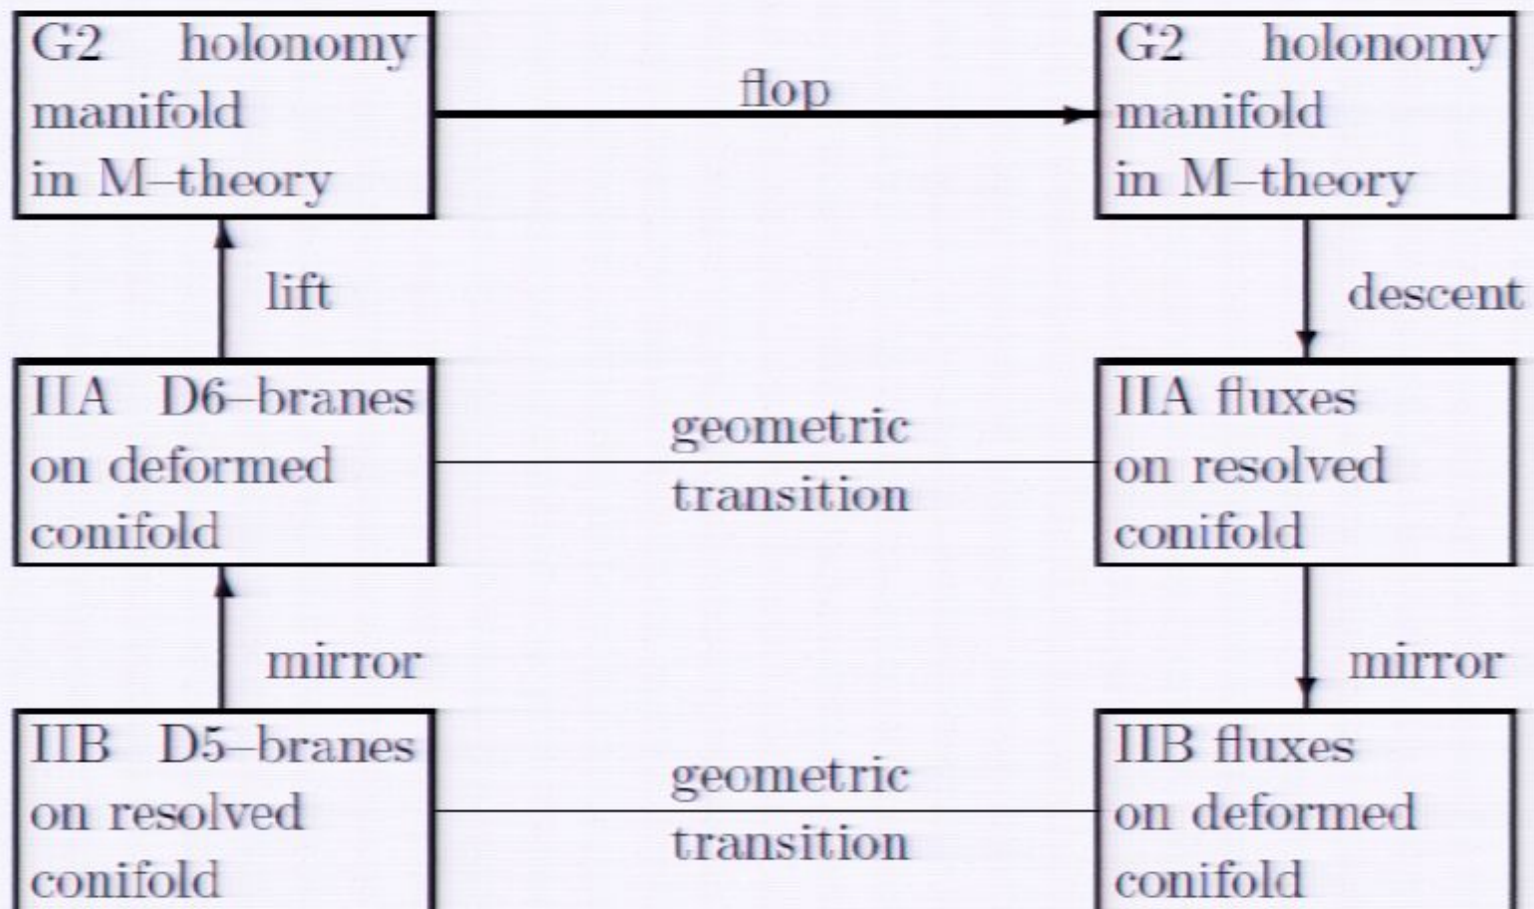 G2 holonomy
manifold
in M–theory
flop
G2 holonomy
manifold
in M–theory
lift
descent
IIA D6–branes
on deformed
conifold
geometric
transition
IIA fluxes
on resolved
conifold
mirror
mirror
IIB D5–branes
on resolved
conifold
geometric
transition
IIB fluxes
on deformed
conifold